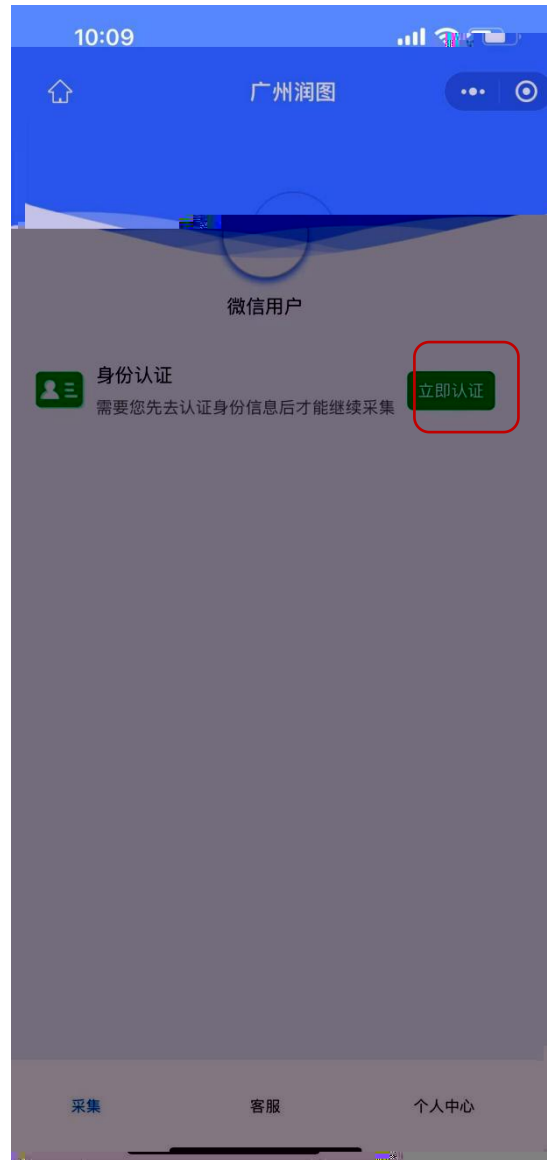 10:09
广州润图
微信用户
身份认证
需要您先去认证身份信息后才能继续采集
立即认证
采集
客服
个人中心